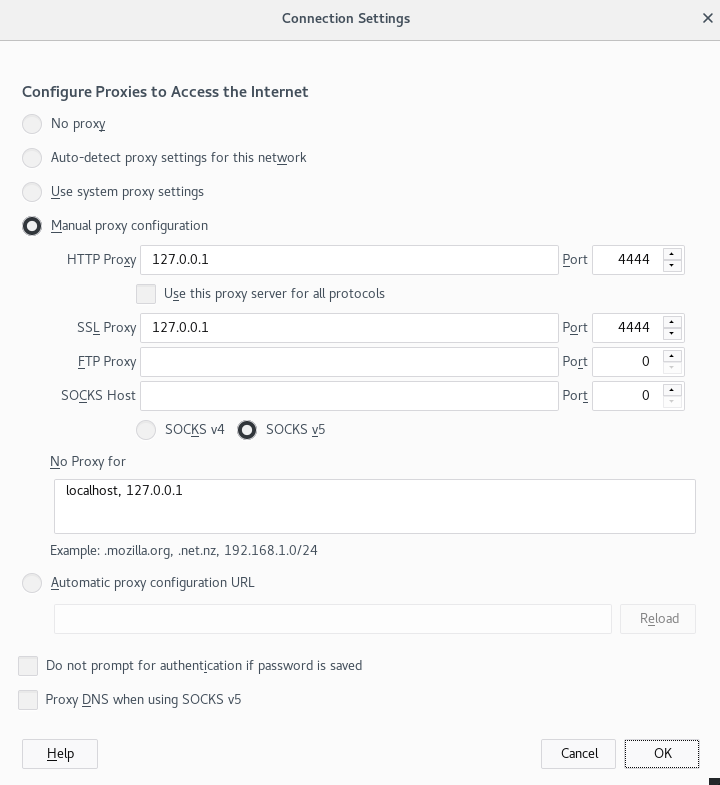 Connection Settings
Configure Proxies to Access the Internet
No proxy
Auto-detect proxy settings for this network
Use system proxy settings
Manual proxy configuration
HTTP Proxy 127.0.0.1 Port 4444
Use this proxy server for all protocols
SSL Proxy 127.0.0.1 Port 4444
FTP Proxy Port 0
SOCKS Host Port 0
SOCKS v4 SOCKS v5
No Proxy for
localhost, 127.0.0.1
Example: .mozilla.org, .net.nz, 192.168.1.0/24
Automatic proxy configuration URL
Reload
Do not prompt for authentication if password is saved
Proxy DNS when using SOCKS v5
Help Cancel OK